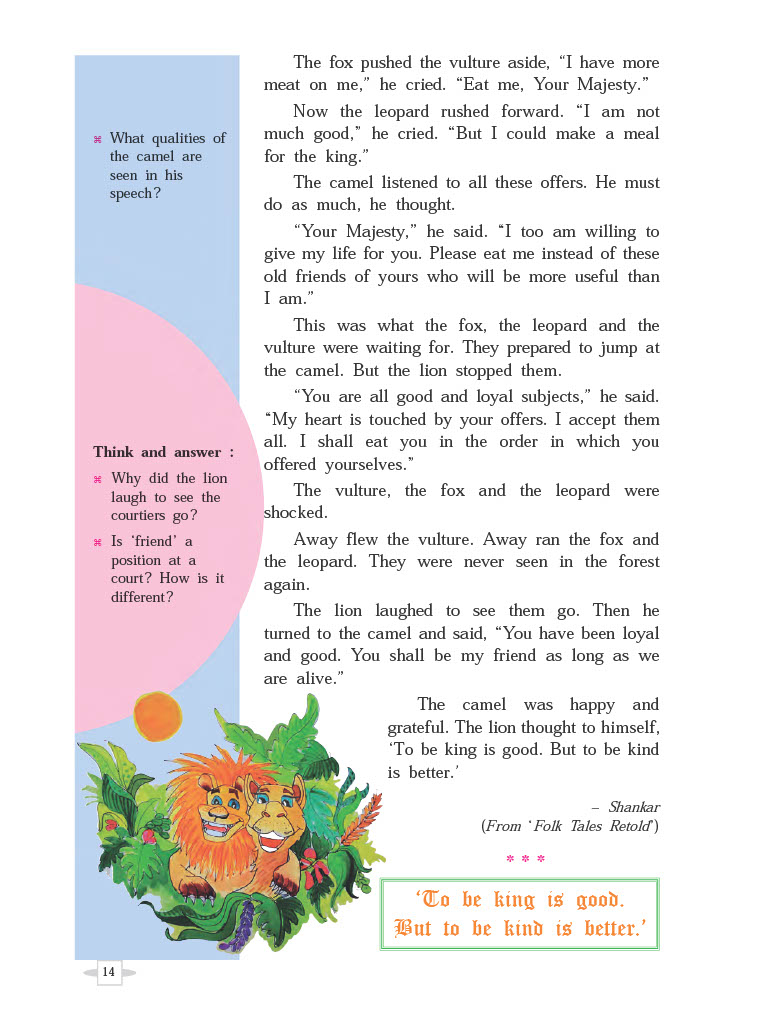 The fox pushed the vulture aside, “I have more
meat on me,” he cried. “Eat me, Your Majesty.”
Now the leopard rushed forward. “I am not
much good,” he cried. “But I could make a meal
for the king.”
The camel listened to all these offers. He must
do as much, he thought.
“Your Majesty,” he said. “I too am willing to
give my life for you. Please eat me instead of these
old friends of yours who will be more useful than
I am.”
This was what the fox, the leopard and the
vulture were waiting for. They prepared to jump at
the camel. But the lion stopped them.
“You are all good and loyal subjects,” he said.
“My heart is touched by your offers. I accept them
all. I shall eat you in the order in which you
offered yourselves.”
The vulture, the fox and the leopard were
shocked.
Away flew the vulture. Away ran the fox and
the leopard. They were never seen in the forest
again.
The lion laughed to see them go. Then he
turned to the camel and said, “You have been loyal
and good. You shall be my friend as long as we
are alive.”
The camel was happy and
grateful. The lion thought to himself,
‘To be king is good. But to be kind
is better.’
– Shankar
(From ‘Folk Tales Retold’)
* * *
‘To be king is good.
But to be kind is better.’
⌘ What qualities of
the camel are
seen in his
speech?
Think and answer :
⌘ Why did the lion
laugh to see the
courtiers go?
⌘ Is ‘friend’ a
position at a
court? How is it
different?
14